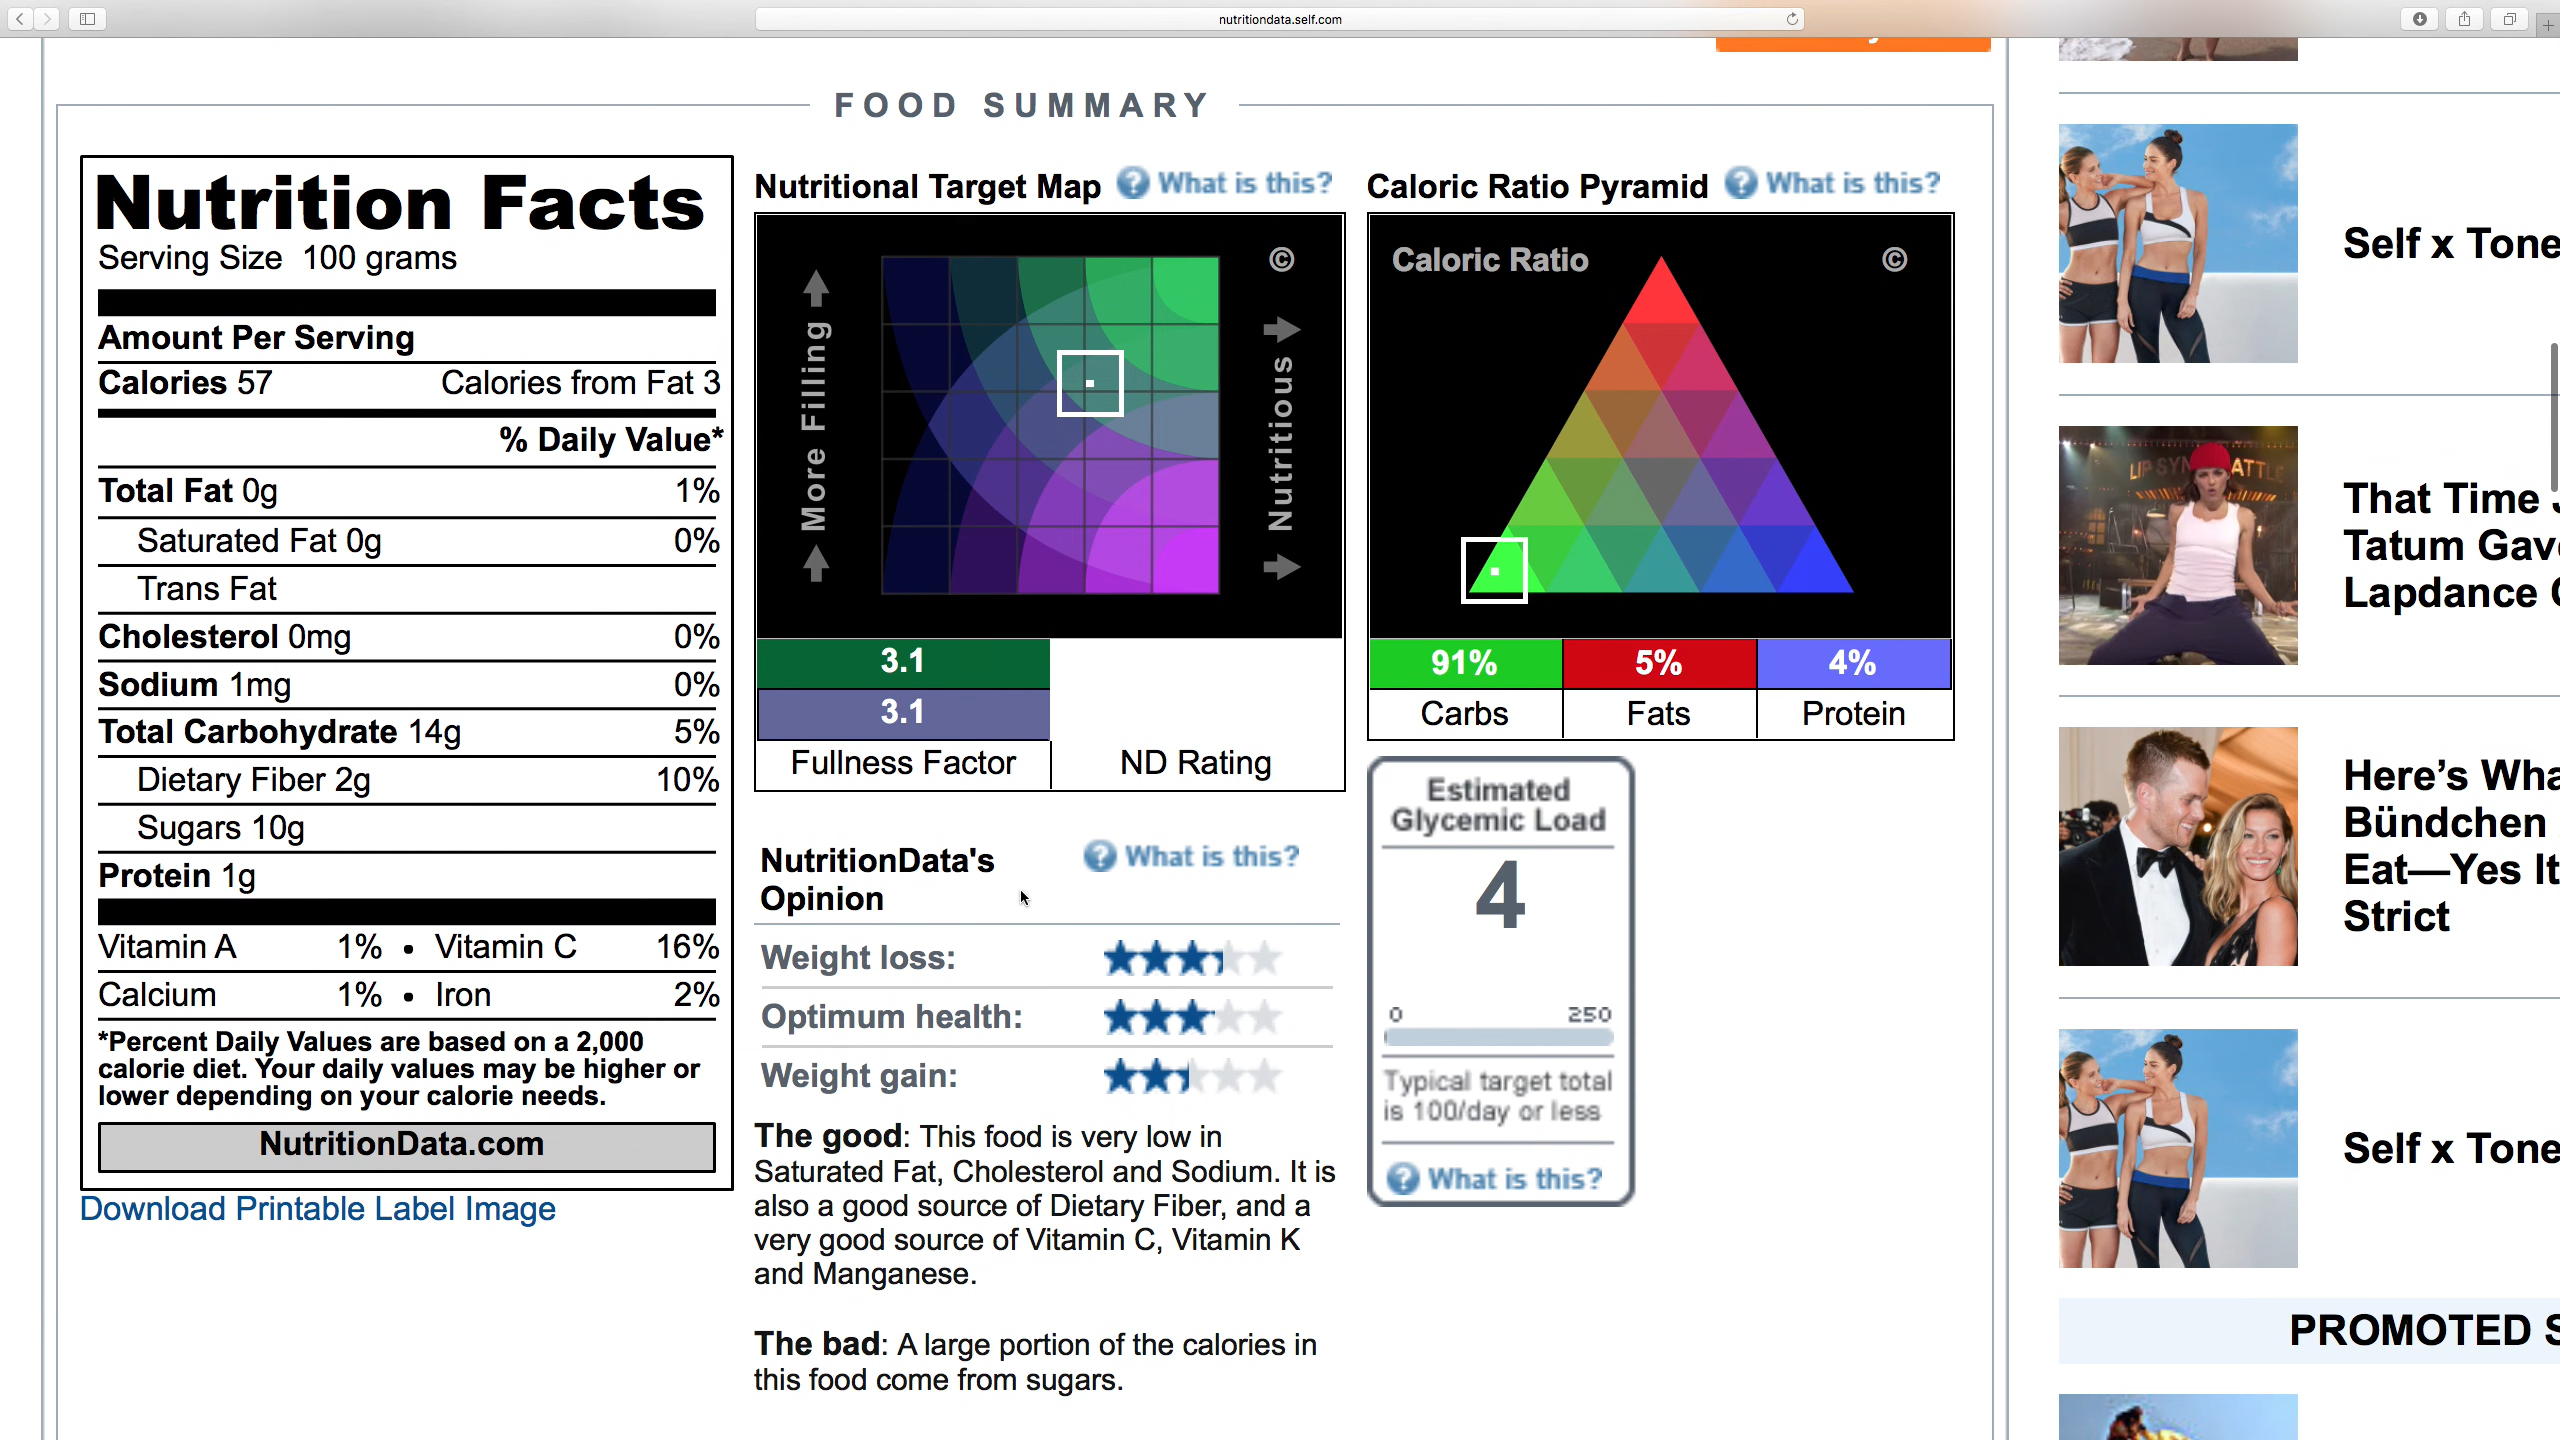 nutritiondata.self.com
FOOD SUMMARY
Nutrition Facts
Serving Size 100 grams
Amount Per Serving
Calories 57 Calories from Fat 3
% Daily Value*
Total Fat 0g 1%
Saturated Fat 0g 0%
Trans Fat
Cholesterol 0mg 0%
Sodium 1mg 0%
Total Carbohydrate 14g 5%
Dietary Fiber 2g 10%
Sugars 10g
Protein 1g
Vitamin A 1% • Vitamin C 16%
Calcium 1% • Iron 2%
*Percent Daily Values are based on a 2,000
calorie diet. Your daily values may be higher or
lower depending on your calorie needs.
NutritionData.com
Download Printable Label Image
Nutritional Target Map ? What is this?
©
More Filling
Nutritious
3.1
3.1
Fullness Factor ND Rating
NutritionData's
Opinion
? What is this?
Weight loss:
Optimum health:
Weight gain:
The good: This food is very low in
Saturated Fat, Cholesterol and Sodium. It is
also a good source of Dietary Fiber, and a
very good source of Vitamin C, Vitamin K
and Manganese.
The bad: A large portion of the calories in
this food come from sugars.
Caloric Ratio Pyramid ? What is this?
Caloric Ratio ©
91% 5% 4%
Carbs Fats Protein
Estimated
Glycemic Load
4
0 250
Typical target total
is 100/day or less
? What is this?
Self x Tone
That Time
Tatum Gav
Lapdance
Here's Wha
Bündchen
Eat—Yes It
Strict
Self x Tone
PROMOTED S